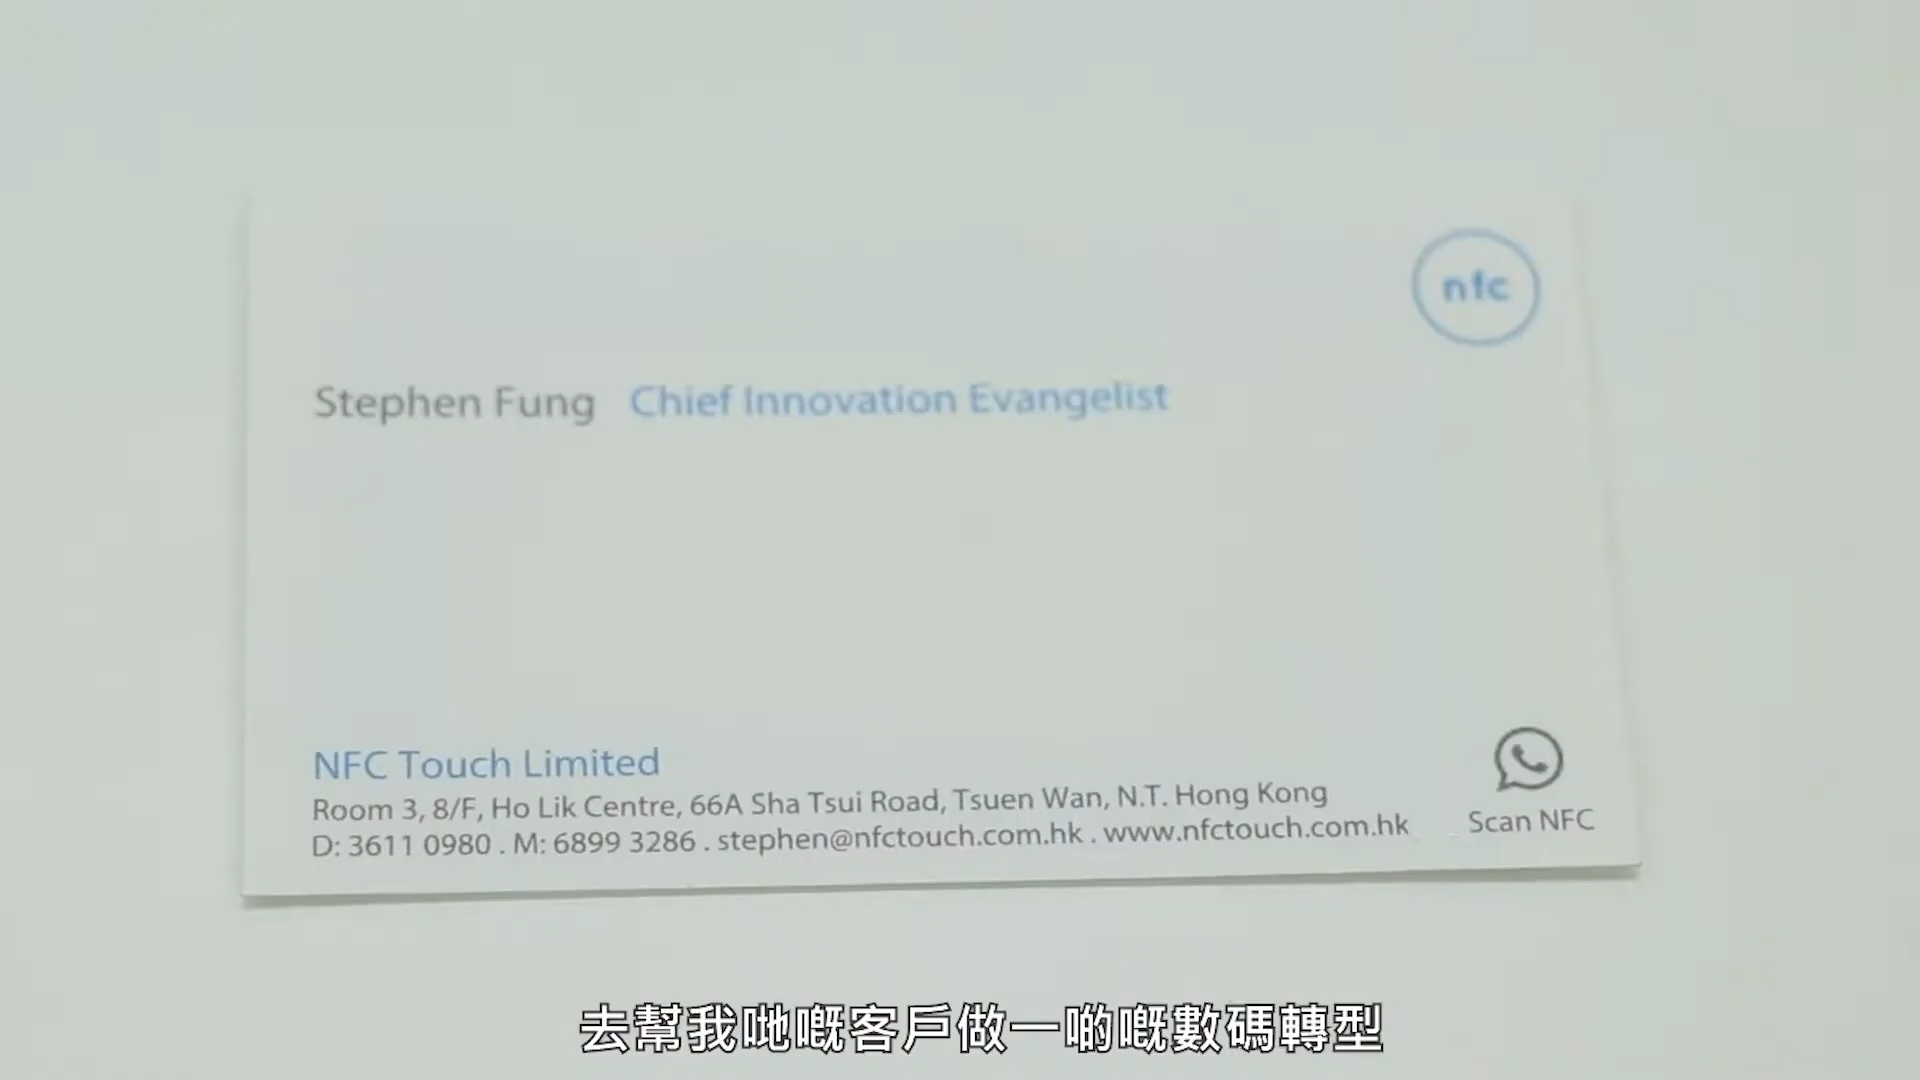 nfc
Stephen Fung Chief Innovation Evangelist
NFC Touch Limited
Room 3, 8/F, Ho Lik Centre, 66A Sha Tsui Road, Tsuen Wan, N.T. Hong Kong
D: 3611 0980 . M: 6899 3286 . stephen@nfctouch.com.hk . www.nfctouch.com.hk
Scan NFC
去幫我哋嘅客戶做一啲嘅數碼轉型